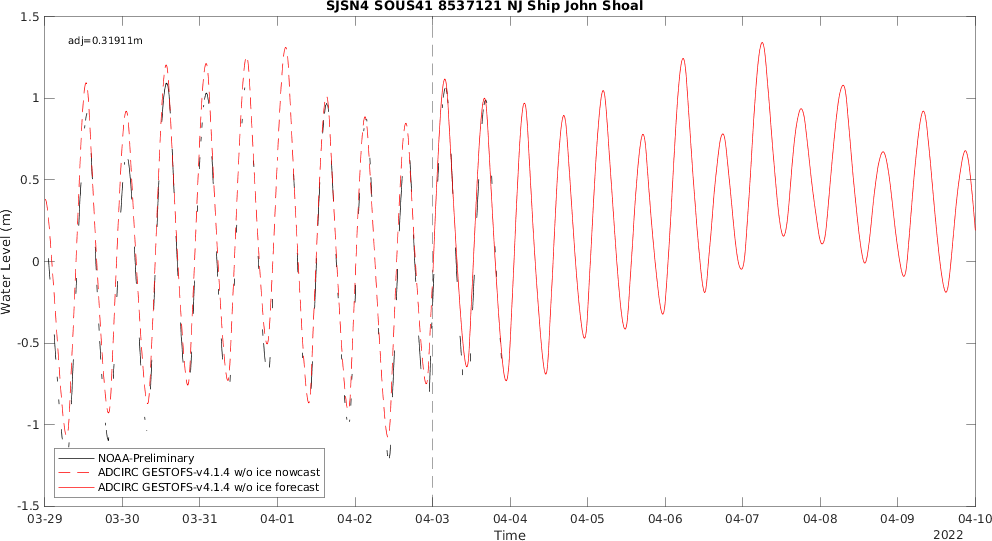 SJSN4 SOUS41 8537121 NJ Ship John Shoal
adj=0.31911m
1.5
1
0.5
0
-0.5
-1
-1.5
Water Level (m)
NOAA-Preliminary
ADCIRC GESTOFS-v4.1.4 w/o ice nowcast
ADCIRC GESTOFS-v4.1.4 w/o ice forecast
03-29 03-30 03-31 04-01 04-02 04-03 04-04 04-05 04-06 04-07 04-08 04-09 04-10
Time
2022